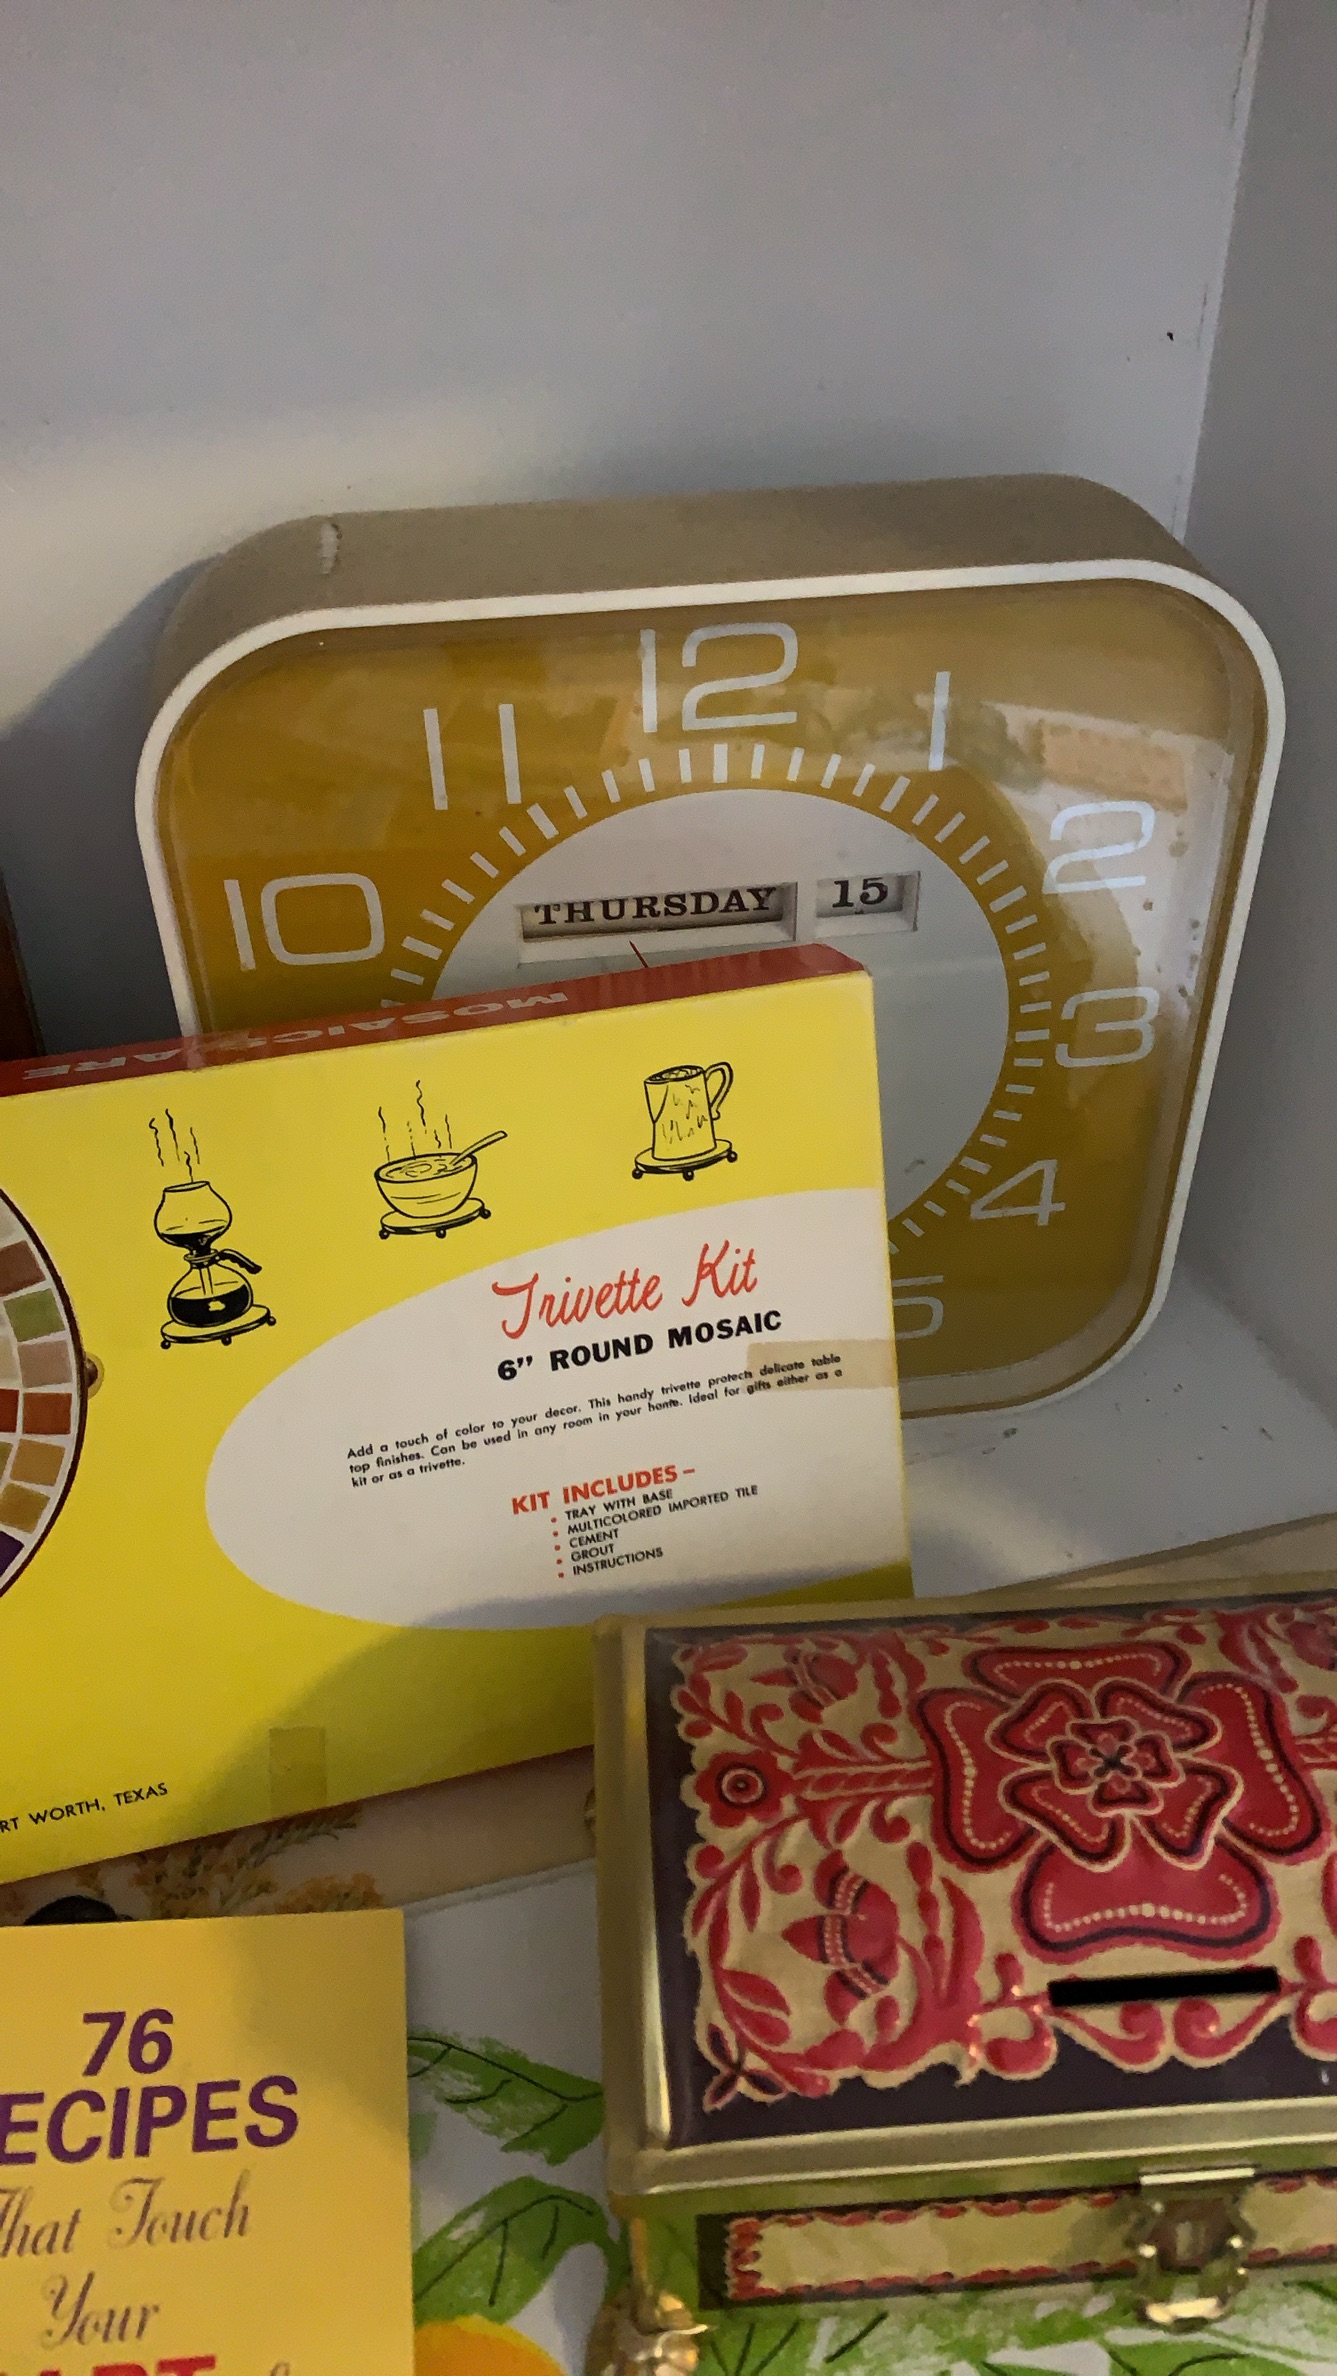 12
11
1
10
2
THURSDAY 15
3
MOSAIC
4
5
Trivette Kit
6" ROUND MOSAIC
Add a touch of color to your decor. This handy trivette protects delicate table
top finishes. Can be used in any room in your home. Ideal for gifts either as a
kit or as a trivette.
KIT INCLUDES –
• TRAY WITH BASE
• MULTICOLORED IMPORTED TILE
• CEMENT
• GROUT
• INSTRUCTIONS
RT WORTH, TEXAS
76
ECIPES
That Touch
Your